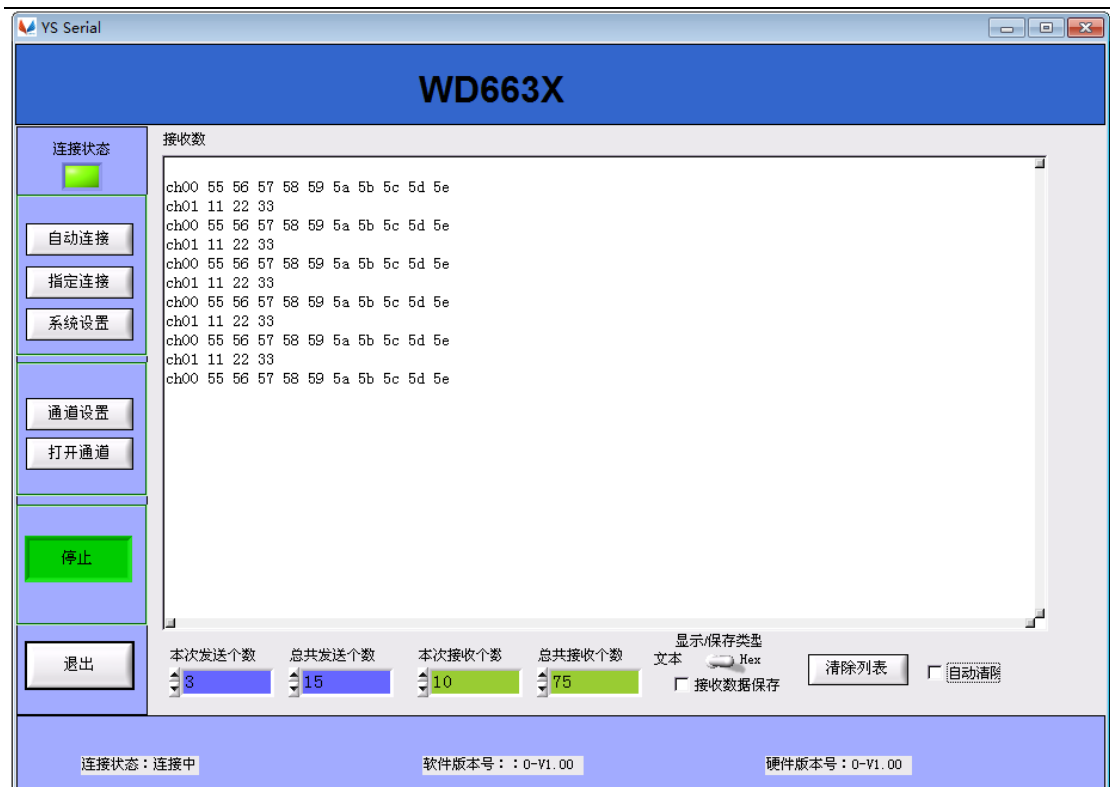 YS Serial
WD663X
连接状态
自动连接
指定连接
系统设置
通道设置
打开通道
停止
退出
接收数
ch00 55 56 57 58 59 5a 5b 5c 5d 5e
ch01 11 22 33
ch00 55 56 57 58 59 5a 5b 5c 5d 5e
ch01 11 22 33
ch00 55 56 57 58 59 5a 5b 5c 5d 5e
ch01 11 22 33
ch00 55 56 57 58 59 5a 5b 5c 5d 5e
ch01 11 22 33
ch00 55 56 57 58 59 5a 5b 5c 5d 5e
ch01 11 22 33
ch00 55 56 57 58 59 5a 5b 5c 5d 5e
本次发送个数 总共发送个数 本次接收个数 总共接收个数
3 15 10 75
显示/保存类型
文本 Hex
接收数据保存
清除列表
自动清除
连接状态：连接中 软件版本号：：0-V1.00 硬件版本号：0-V1.00